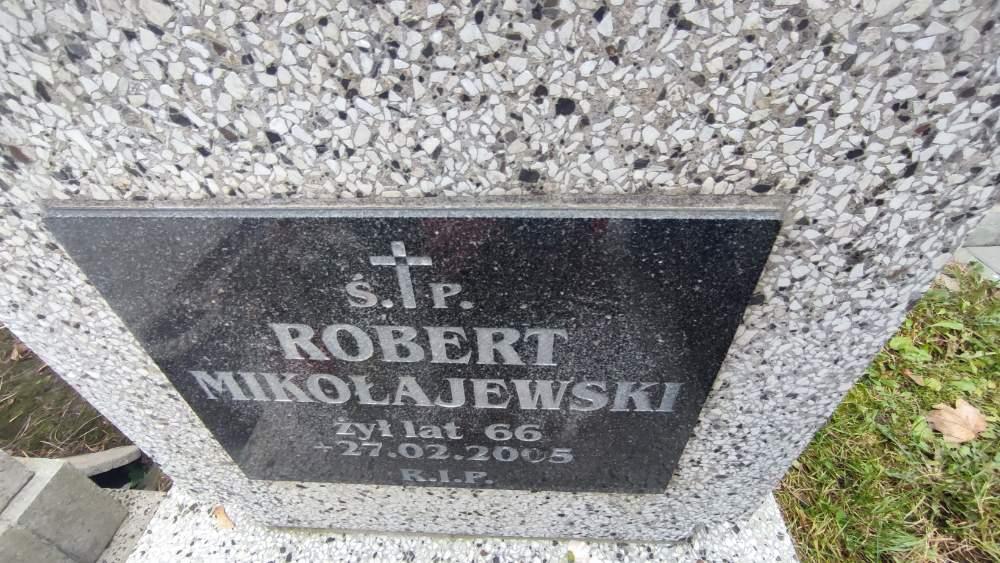 Ś. P.
ROBERT
MIKOŁAJEWSKI
żył lat 66
27.02.2005
R.I.P.